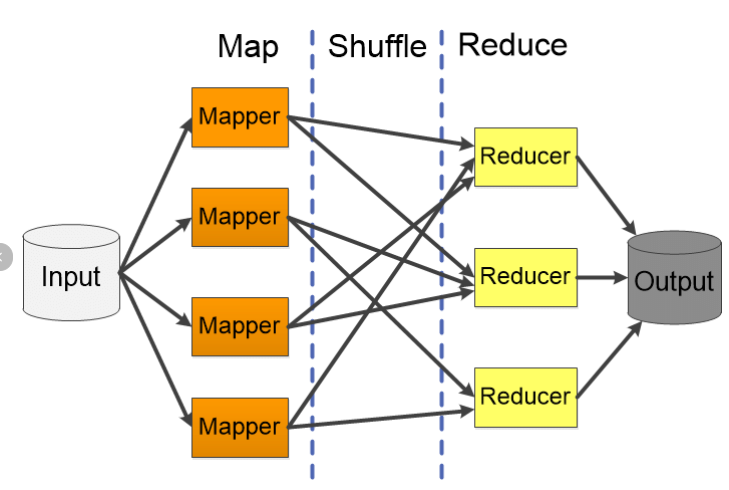 Map
Shuffle
Reduce
Mapper
Mapper
Mapper
Mapper
Input
Reducer
Reducer
Reducer
Output